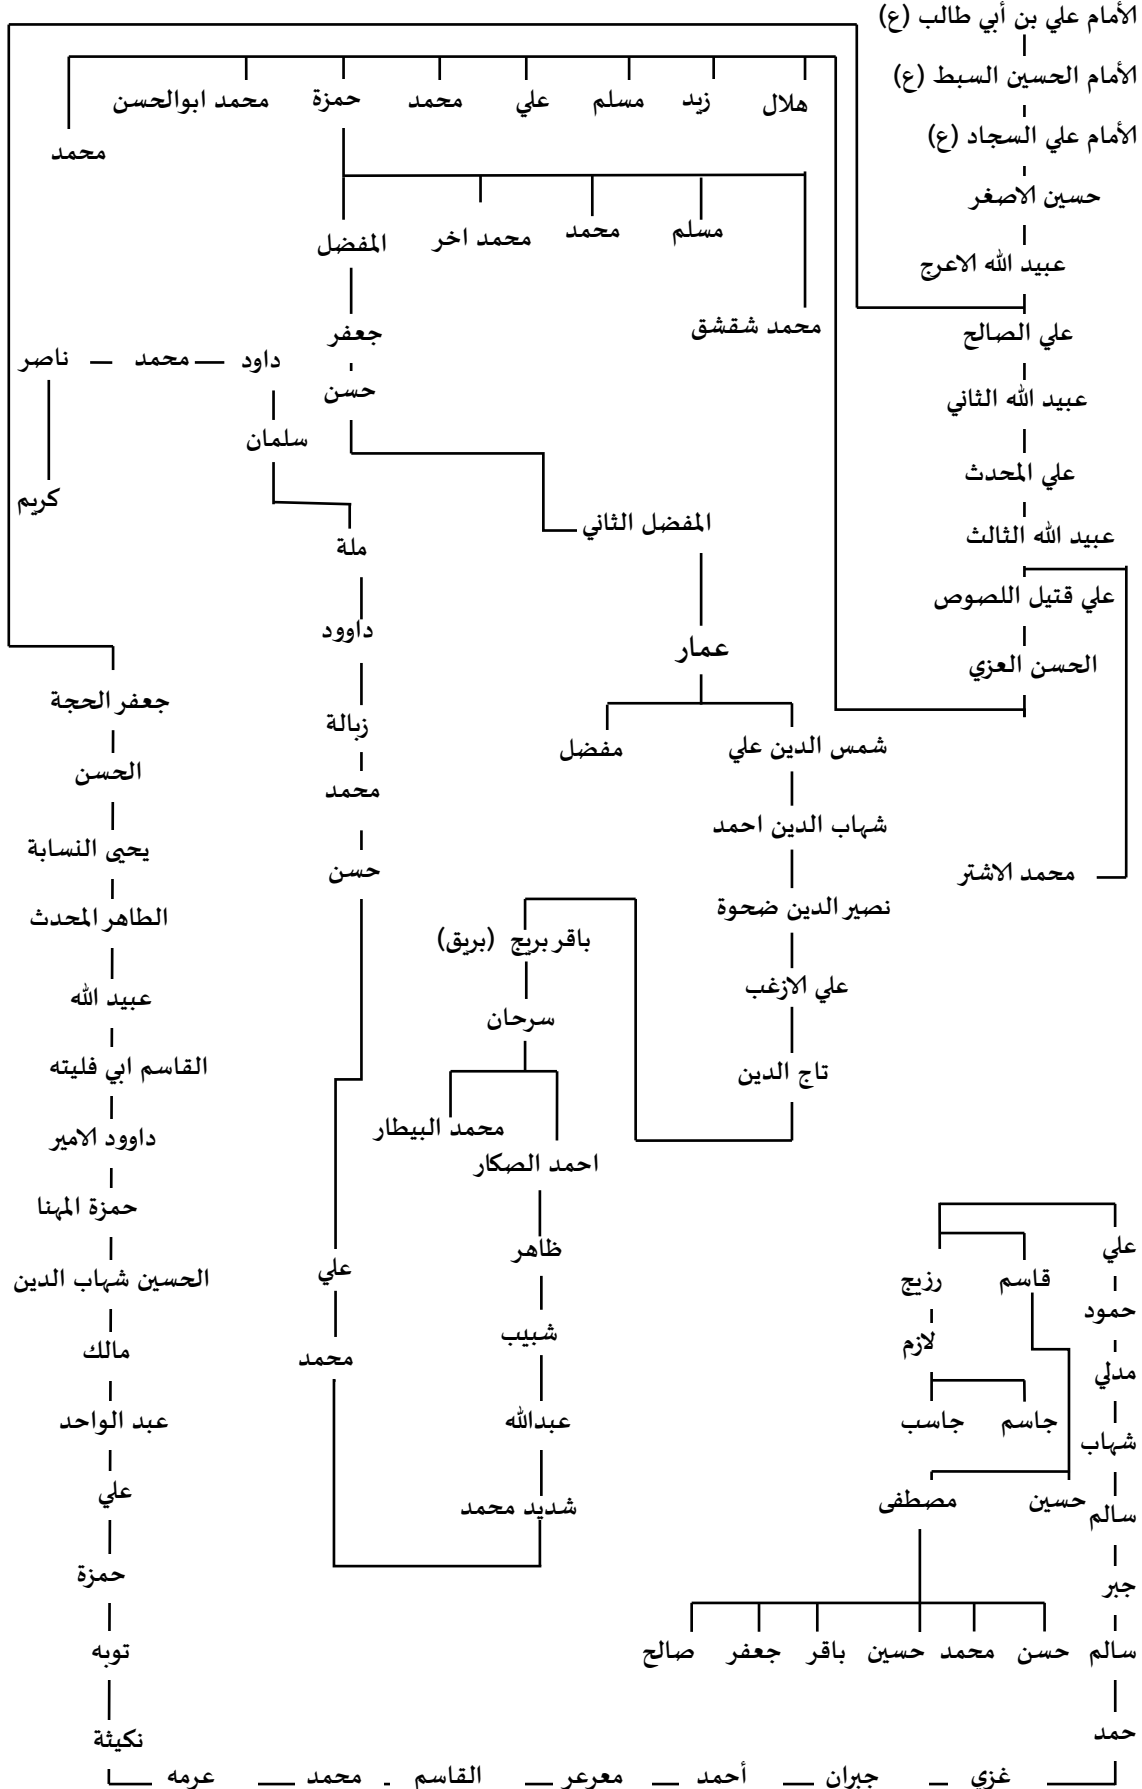 الأمام علي بن أبي طالب (ع)
الأمام الحسين السبط (ع)
الأمام علي السجاد (ع)
حسين الاصغر
عبيد الله الاعرج
علي الصالح
عبيد الله الثاني
علي المحدث
عبيد الله الثالث
علي قتيل اللصوص
الحسن العزي
محمد الاشتر
هلال
زيد
مسلم
علي
محمد
حمزة
محمد ابوالحسن
محمد
محمد شقشق
مسلم
محمد
محمد اخر
المفضل
جعفر
حسن
المفضل الثاني
عمار
شمس الدين علي
مفضل
شهاب الدين احمد
نصير الدين ضحوة
علي الازغب
تاج الدين
باقر بريج (بريق)
سرحان
احمد الصكار
محمد البيطار
ظاهر
شبيب
عبدالله
شديد محمد
محمد
علي
حسن
محمد
زبالة
داوود
ملة
سلمان
داود
محمد
ناصر
كريم
جعفر الحجة
الحسن
يحيى النسابة
الطاهر المحدث
عبيد الله
القاسم ابي فليته
داوود الامير
حمزة المهنا
الحسين شهاب الدين
مالك
عبد الواحد
علي
حمزة
توبه
نكيثة
عرمه
محمد
القاسم
معرعر
أحمد
جبران
غزي
حمد
سالم
جبر
سالم
شهاب
مدلي
حمود
علي
قاسم
رزيج
لازم
جاسم
جاسب
حسين
مصطفى
حسن
محمد
حسين
باقر
جعفر
صالح